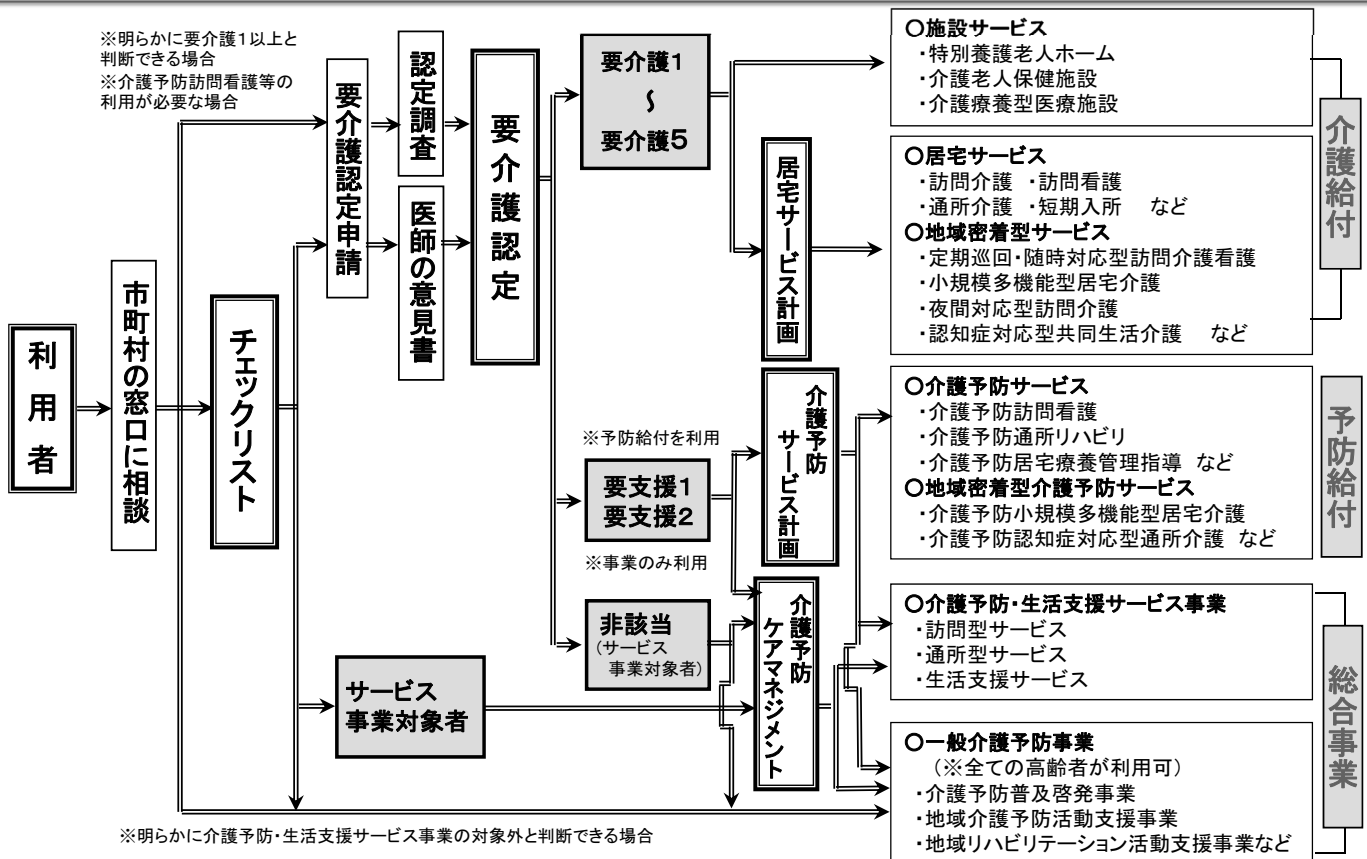 ※明らかに要介護1以上と
判断できる場合
※介護予防訪問看護等の
利用が必要な場合
利用者
市町村の窓口に相談
チェックリスト
要介護認定申請
認定調査
医師の意見書
要介護認定
要介護1
〜
要介護5
※予防給付を利用
要支援1
要支援2
※事業のみ利用
非該当
(サービス
事業対象者)
サービス
事業対象者
居宅サービス計画
介護予防
サービス計画
介護予防
ケアマネジメント
○施設サービス
・特別養護老人ホーム
・介護老人保健施設
・介護療養型医療施設
○居宅サービス
・訪問介護 ・訪問看護
・通所介護 ・短期入所 など
○地域密着型サービス
・定期巡回・随時対応型訪問介護看護
・小規模多機能型居宅介護
・夜間対応型訪問介護
・認知症対応型共同生活介護 など
介護給付
○介護予防サービス
・介護予防訪問看護
・介護予防通所リハビリ
・介護予防居宅療養管理指導 など
○地域密着型介護予防サービス
・介護予防小規模多機能型居宅介護
・介護予防認知症対応型通所介護 など
予防給付
○介護予防・生活支援サービス事業
・訪問型サービス
・通所型サービス
・生活支援サービス
○一般介護予防事業
(※全ての高齢者が利用可)
・介護予防普及啓発事業
・地域介護予防活動支援事業
・地域リハビリテーション活動支援事業など
総合事業
※明らかに介護予防・生活支援サービス事業の対象外と判断できる場合